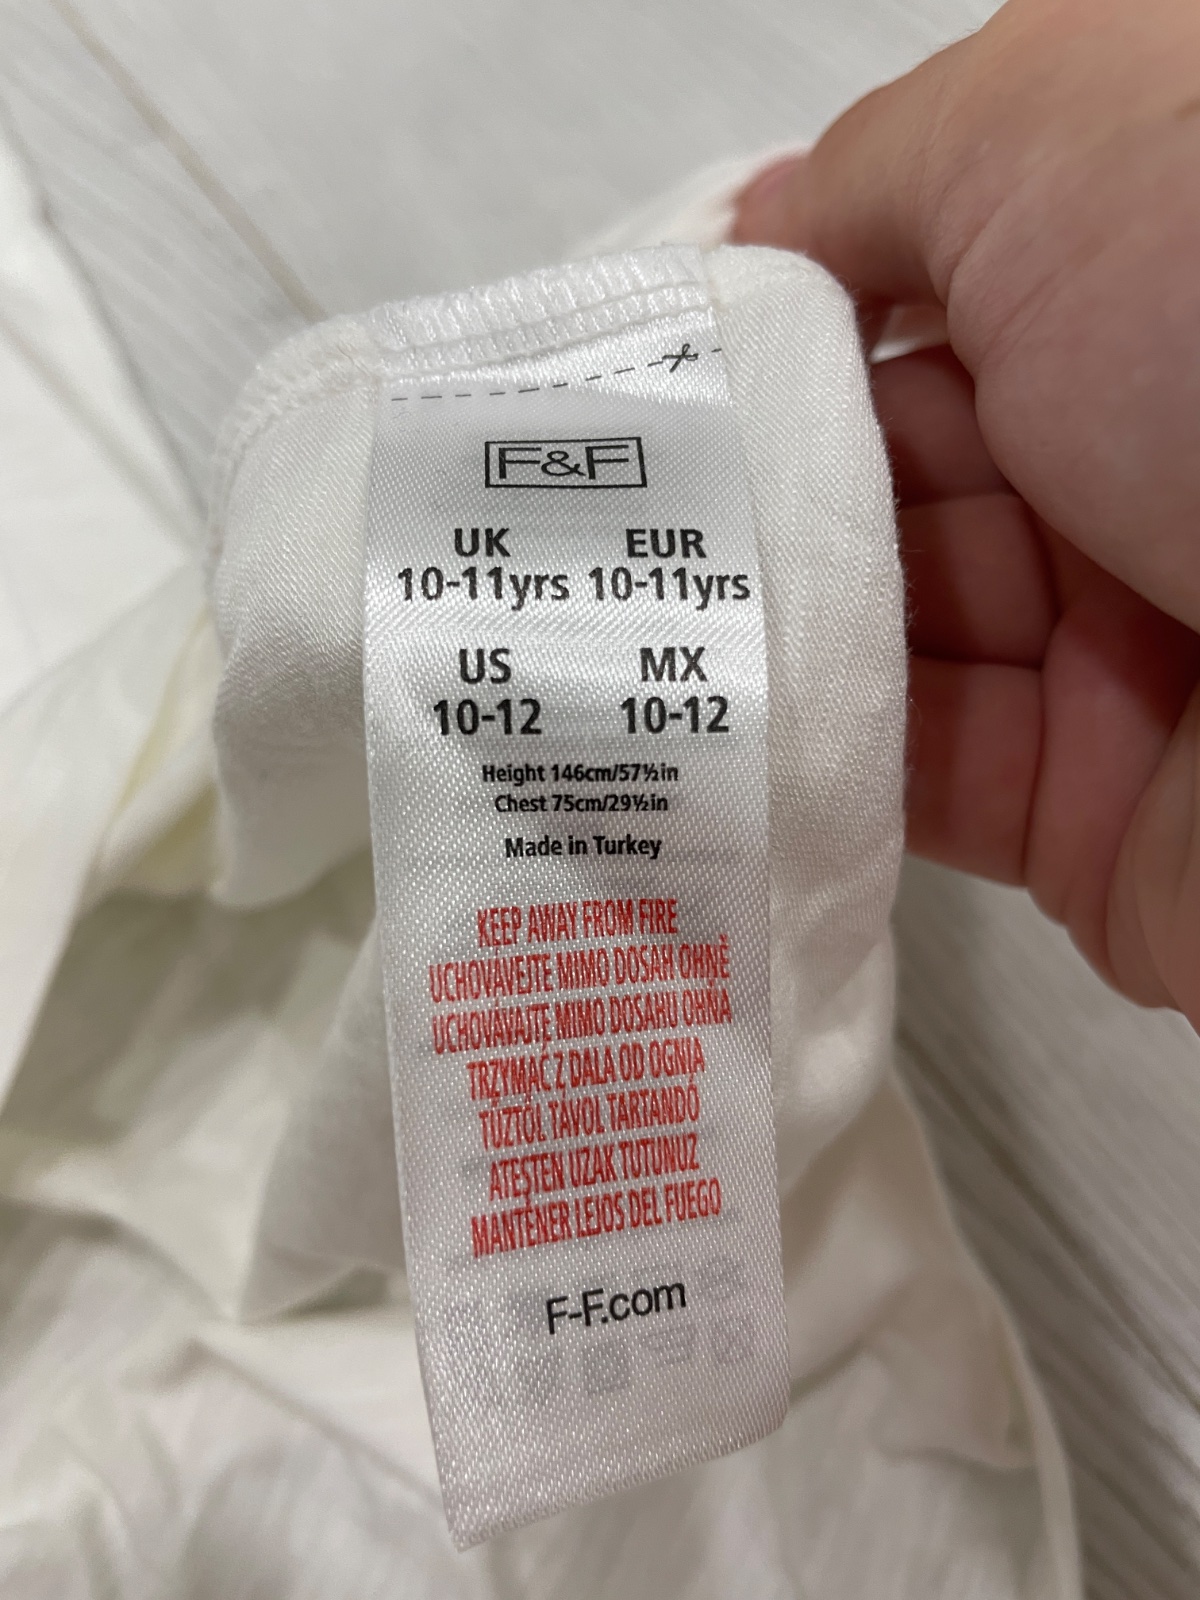 F&F
UK EUR
10-11yrs 10-11yrs
US MX
10-12 10-12
Height 146cm/57½in
Chest 75cm/29½in
Made in Turkey
KEEP AWAY FROM FIRE
UCHOVÁVEJTE MIMO DOSAH OHNĚ
UCHOVÁVAJTE MIMO DOSAHU OHŇA
TRZYMAĆ Z DALA OD OGNIA
TŰZTŐL TÁVOL TARTANDÓ
ATEŞTEN UZAK TUTUNUZ
MANTENER LEJOS DEL FUEGO
F-F.com